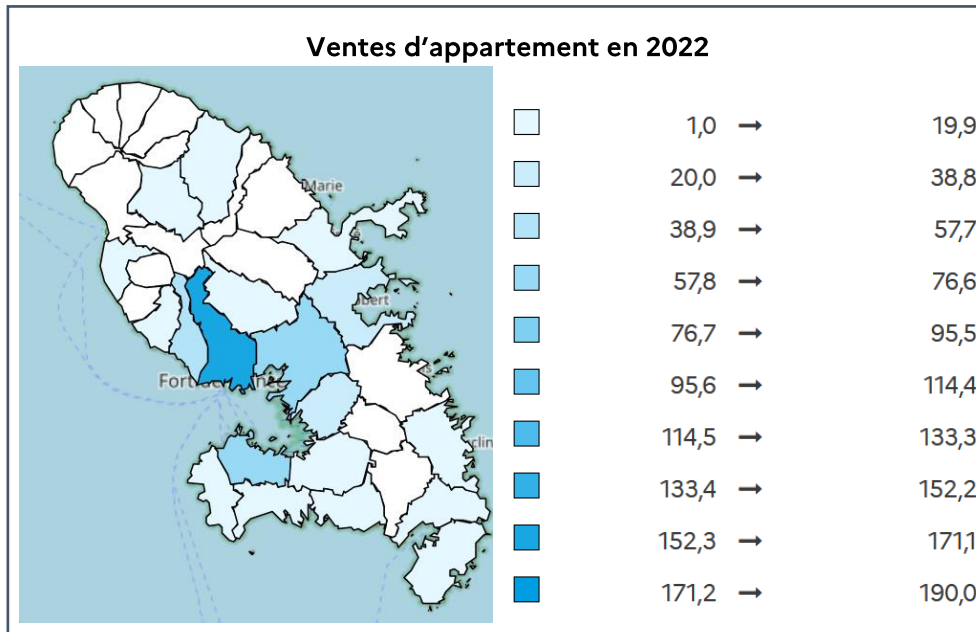 Ventes d’appartement en 2022
Marie
1,0 → 19,9
20,0 → 38,8
38,9 → 57,7
57,8 → 76,6
76,7 → 95,5
95,6 → 114,4
114,5 → 133,3
133,4 → 152,2
152,3 → 171,1
171,2 → 190,0